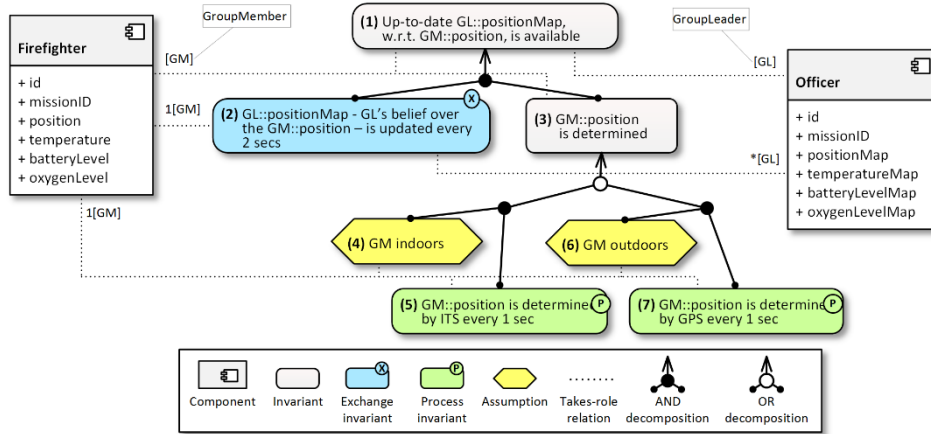 GroupMember
GroupLeader
(1) Up-to-date GL::positionMap,
w.r.t. GM::position, is available
Firefighter
+ id
+ missionID
+ position
+ temperature
+ batteryLevel
+ oxygenLevel
[GM]
[GL]
Officer
+ id
+ missionID
+ positionMap
+ temperatureMap
+ batteryLevelMap
+ oxygenLevelMap
1[GM]
X
(2) GL::positionMap - GL's belief over
the GM::position – is updated every
2 secs
(3) GM::position
is determined
*[GL]
1[GM]
(4) GM indoors
(6) GM outdoors
(5) GM::position is determined
by ITS every 1 sec
P
(7) GM::position is determined
by GPS every 1 sec
P
X
P
Component
Invariant
Exchange
invariant
Process
invariant
Assumption
Takes-role
relation
AND
decomposition
OR
decomposition